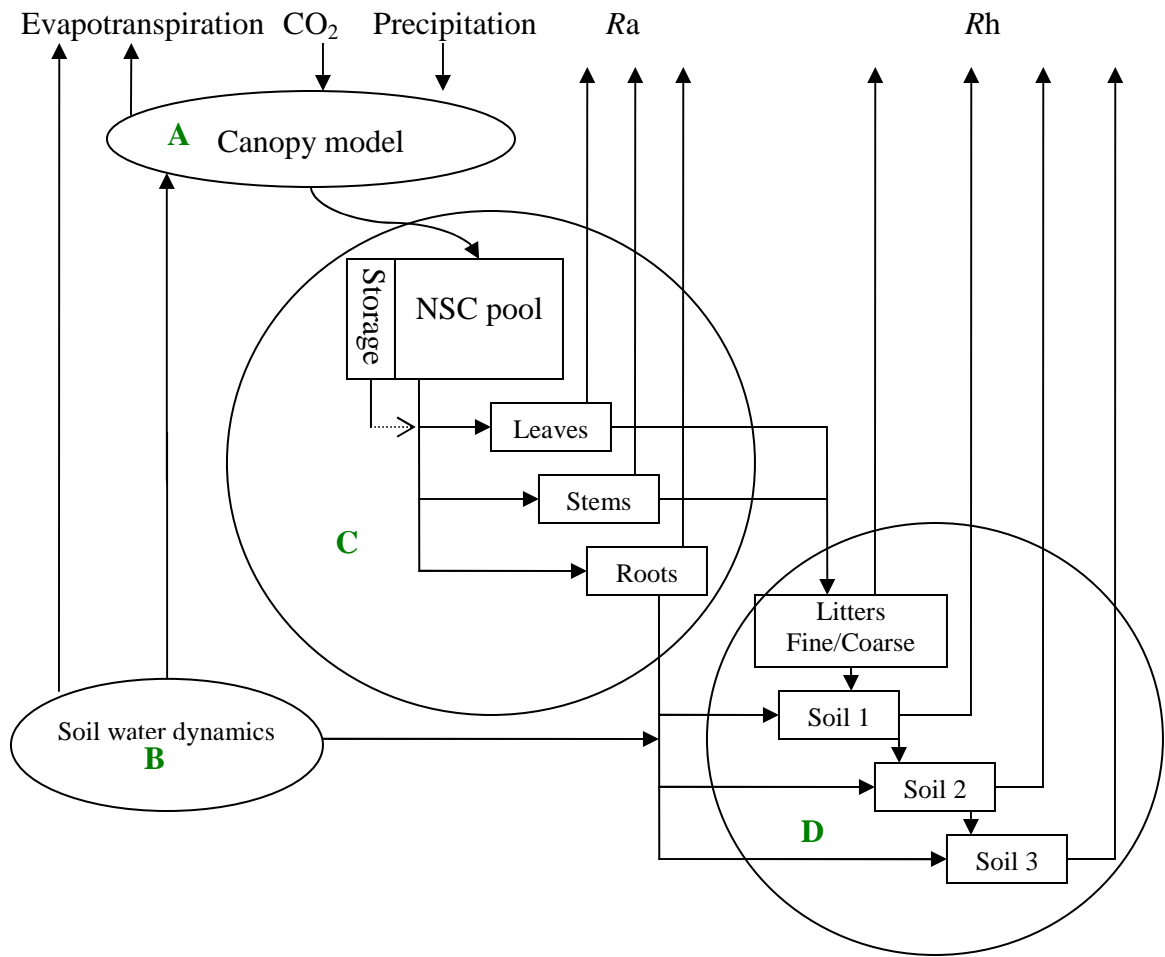 Evapotranspiration CO₂ Precipitation Ra Rh
A Canopy model
Storage
NSC pool
Leaves
Stems
C
Roots
Litters
Fine/Coarse
Soil 1
Soil water dynamics
B
Soil 2
D
Soil 3